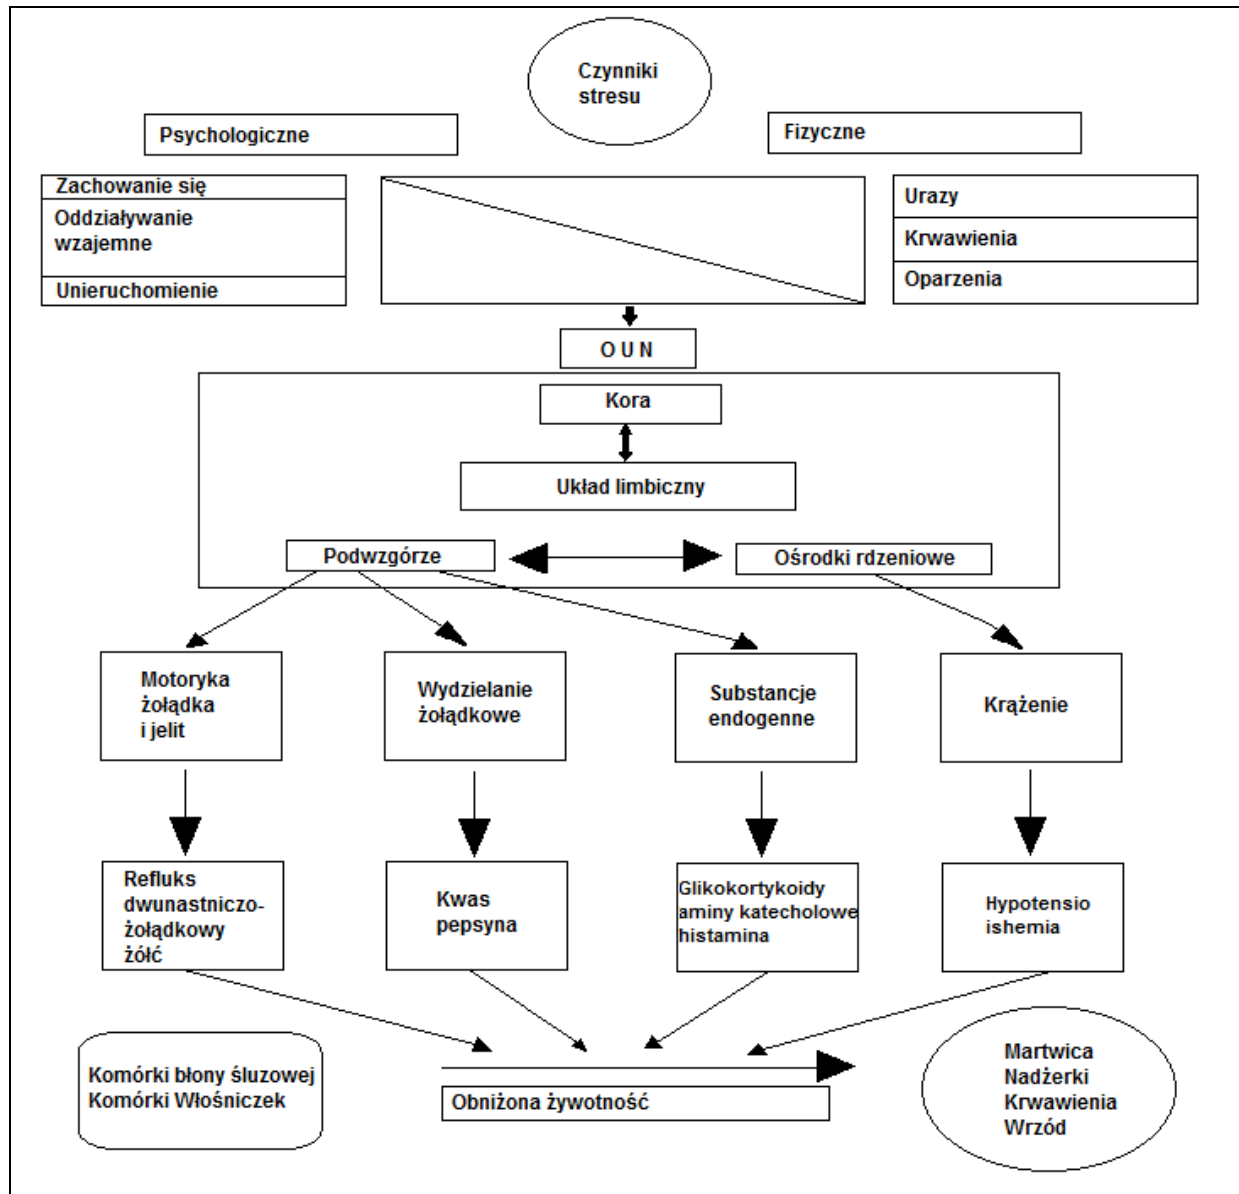 Czynniki
stresu
Psychologiczne
Fizyczne
Zachowanie się
Oddziaływanie
wzajemne
Unieruchomienie
Urazy
Krwawienia
Oparzenia
O U N
Kora
Układ limbiczny
Podwzgórze
Ośrodki rdzeniowe
Motoryka
żołądka
i jelit
Wydzielanie
żołądkowe
Substancje
endogenne
Krążenie
Refluks
dwunastniczo-
żołądkowy
żółć
Kwas
pepsyna
Glikokortykoidy
aminy katecholowe
histamina
Hypotensio
ishemia
Komórki błony śluzowej
Komórki Włośniczek
Obniżona żywotność
Martwica
Nadżerki
Krwawienia
Wrzód